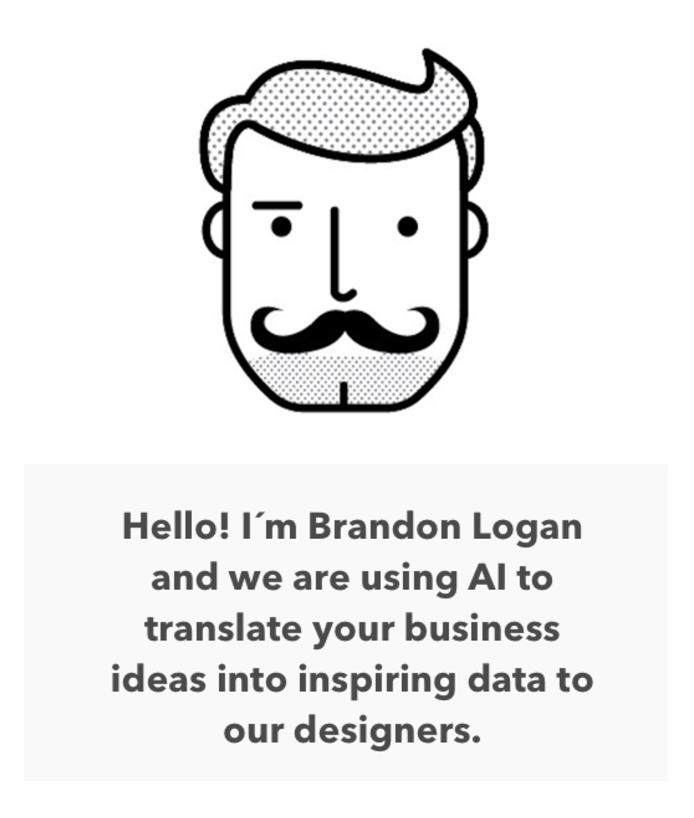 Hello! I´m Brandon Logan
and we are using AI to
translate your business
ideas into inspiring data to
our designers.